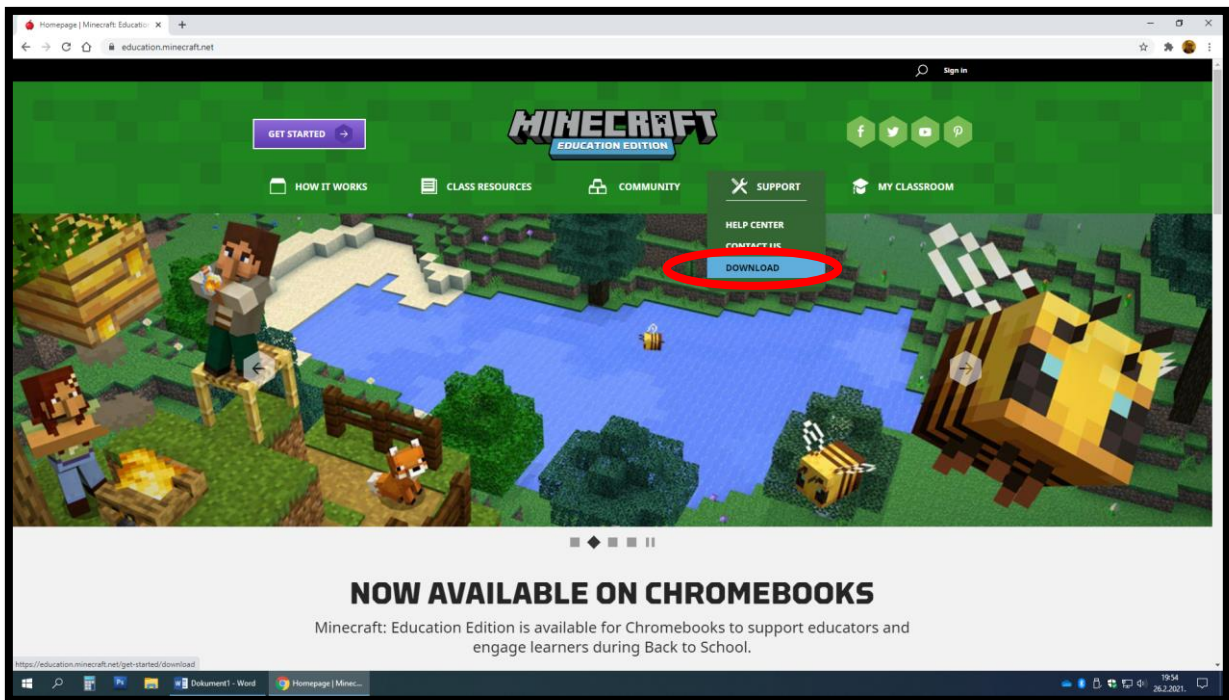 Homepage | Minecraft: Educatio
education.minecraft.net
Sign in
GET STARTED
MINECRAFT
EDUCATION EDITION
HOW IT WORKS
CLASS RESOURCES
COMMUNITY
SUPPORT
MY CLASSROOM
HELP CENTER
CONTACT US
DOWNLOAD
NOW AVAILABLE ON CHROMEBOOKS
Minecraft: Education Edition is available for Chromebooks to support educators and
engage learners during Back to School.
https://education.minecraft.net/get-started/download
Dokument1 - Word
Homepage | Minec...
19:54
26.2.2021.